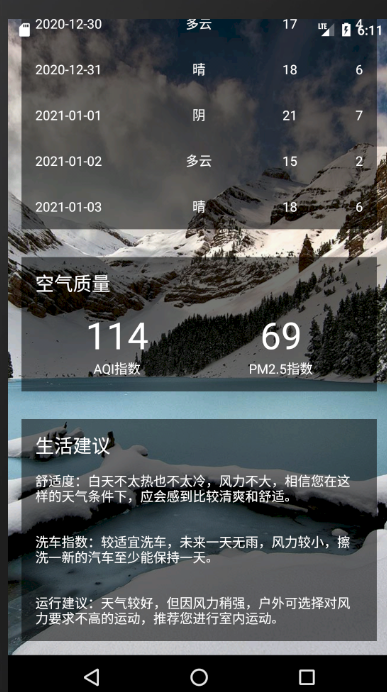 2020-12-30 多云 17 4
LTE 6:11
2020-12-31 晴 18 6
2021-01-01 阴 21 7
2021-01-02 多云 15 2
2021-01-03 晴 18 6
空气质量
114 69
AQI指数 PM2.5指数
生活建议
舒适度：白天不太热也不太冷，风力不大，相信您在这
样的天气条件下，应会感到比较清爽和舒适。
洗车指数：较适宜洗车，未来一天无雨，风力较小，擦
洗一新的汽车至少能保持一天。
运行建议：天气较好，但因风力稍强，户外可选择对风
力要求不高的运动，推荐您进行室内运动。